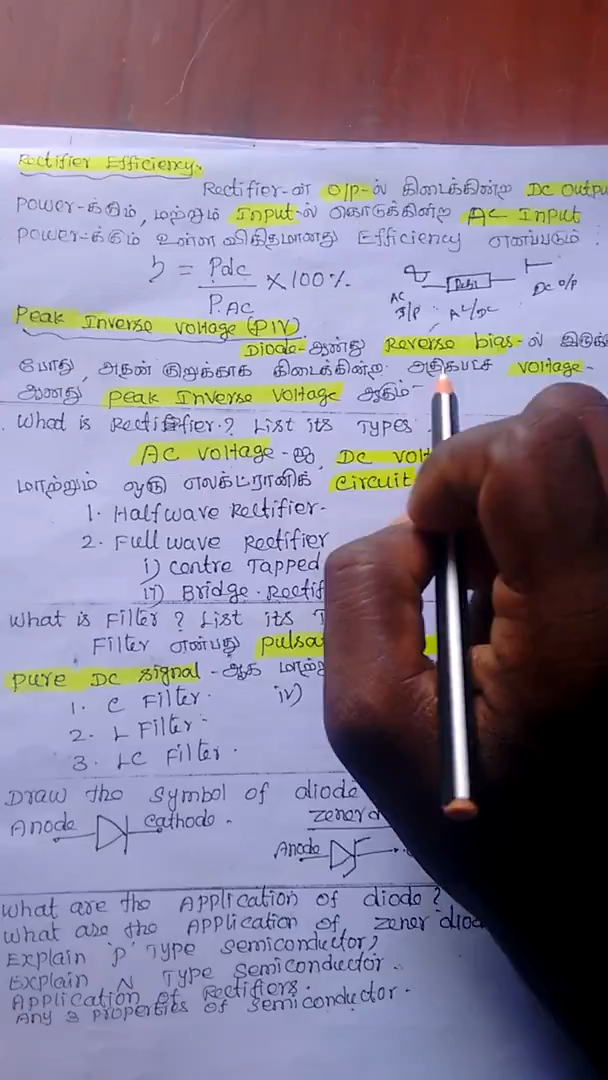 Rectifier Efficiency:
Rectifier-ன் O/P-ல் கிடைக்கின்ற DC output
Power-க்கும், மற்றும் Input-ல் கொடுக்கின்ற AC Input
Power-க்கும் உள்ள விகிதமானது Efficiency எனப்படும்.
η = Pdc / P.AC × 100%
AC I/P AC/DC DC O/P
Peak Inverse Voltage (PIV)
Diode-ஆனது Reverse bias-ல் இருக்
போது, அதன் குறுக்காக கிடைக்கின்ற அதிகபட்ச voltage-
ஆனது Peak Inverse Voltage ஆகும்
What is Rectifier? List its Types.
AC Voltage-ஐ DC volt
மாற்றும் ஒரு எலக்ட்ரானிக் Circuit
1. Halfwave Rectifier.
2. Full wave Rectifier
i) Centre Tapped
ii) Bridge. Rectif
What is Filter? List its T
Filter என்பது Pulsa
Pure DC signal-ஆக மாற்று
1. C Filter. iv)
2. L Filter.
3. LC Filter.
Draw the Symbol of diode
Anode Cathode. zener d
Anode
What are the Application of diode?
What are the Application of zener diod
Explain 'P' Type Semiconductor?
Explain N Type Semiconductor.
Application of Rectifiers.
Any 3 Properties of Semiconductor.